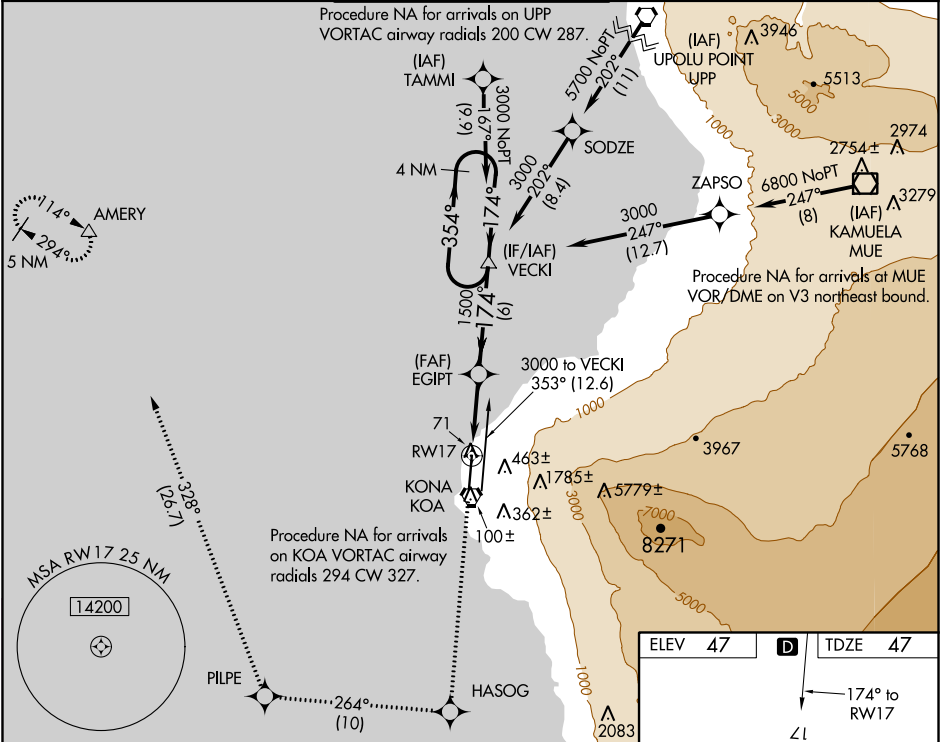 Procedure NA for arrivals on UPP
VORTAC airway radials 200 CW 287.
(IAF)
UPOLU POINT
UPP
3946
5513
5000
3000
1000
(IAF)
TAMMI
3000 NoPT
167°
(9.9)
5700 NoPT
202°
(11)
SODZE
3000
202°
(8.4)
4 NM
354°
174°
ZAPSO
6800 NoPT
247°
(8)
2754±
2974
3279
(IAF)
KAMUELA
MUE
3000
247°
(12.7)
114°
294°
5 NM
AMERY
(IF/IAF)
VECKI
Procedure NA for arrivals at MUE
VOR/DME on V3 northeast bound.
1500
174°
(6)
(FAF)
EGIPT
3000 to VECKI
353° (12.6)
1000
71
RW17
KONA
KOA
463±
1785±
362±
100±
5779±
3967
5768
3000
7000
8271
5000
1000
2083
328°
(26.7)
Procedure NA for arrivals
on KOA VORTAC airway
radials 294 CW 327.
MSA RW17 25 NM
14200
PILPE
264°
(10)
HASOG
ELEV 47
D
TDZE 47
174° to
RW17
17